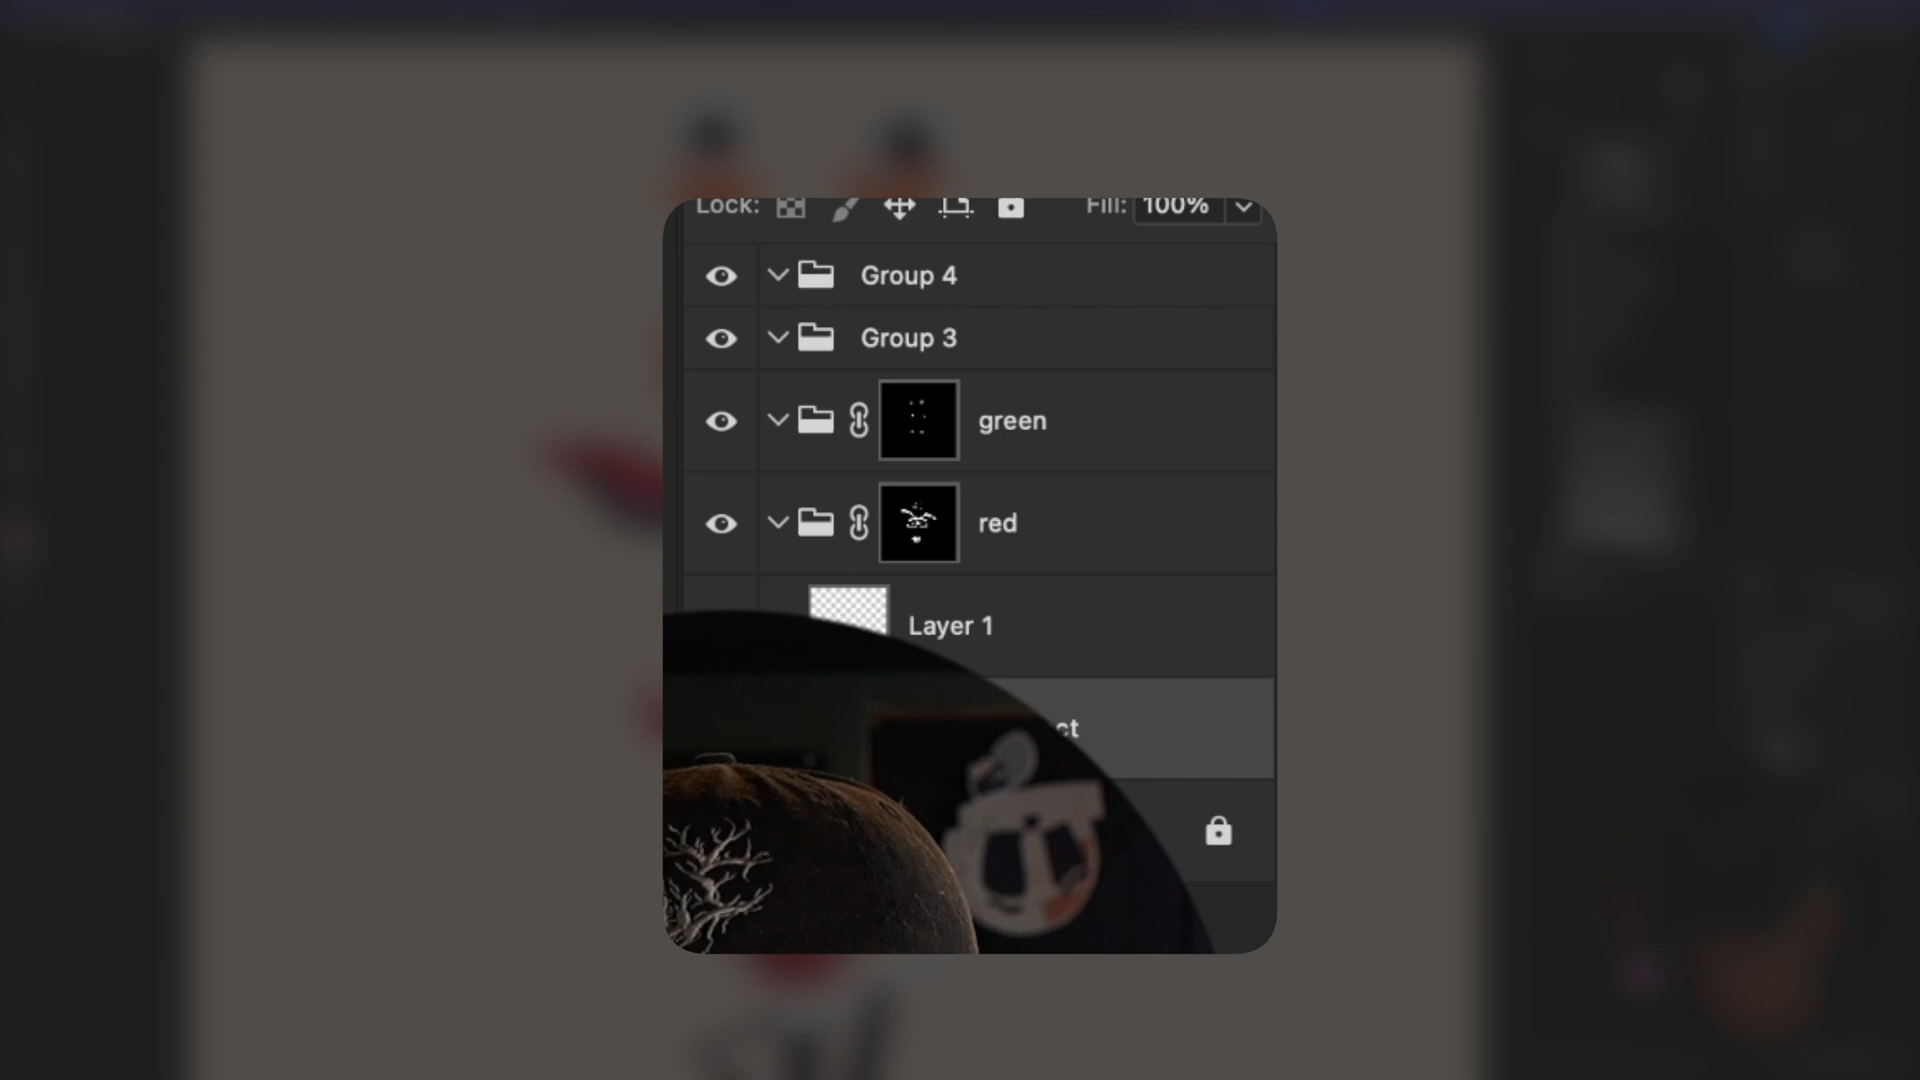 Lock: Fill: 100%
Group 4
Group 3
green
red
Layer 1
ct